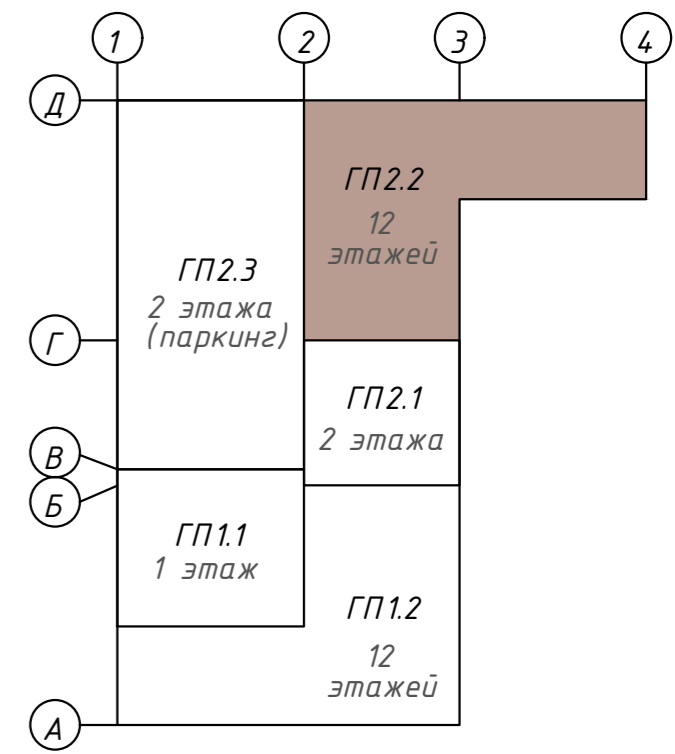 1
2
3
4
Д
ГП2.2
12
этажей
ГП2.3
2 этажа
(паркинг)
Г
ГП2.1
2 этажа
В
Б
ГП1.1
1 этаж
ГП1.2
12
этажей
А